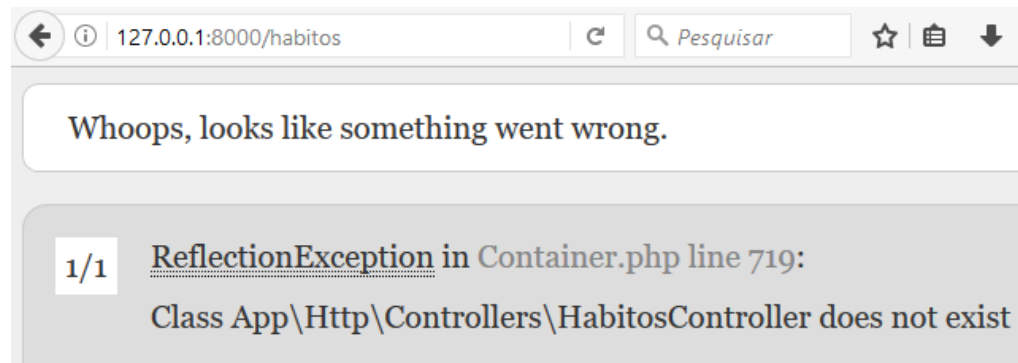 127.0.0.1:8000/habitos Pesquisar
Whoops, looks like something went wrong.
1/1 ReflectionException in Container.php line 719:
Class App\Http\Controllers\HabitosController does not exist